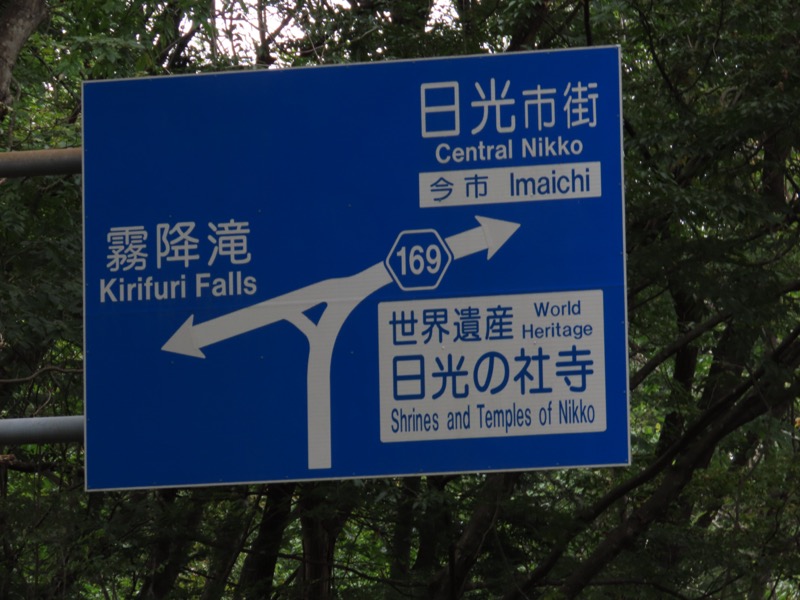 日光市街
Central Nikko
今市 Imaichi
霧降滝
Kirifuri Falls
169
世界遺産 World Heritage
日光の社寺
Shrines and Temples of Nikko